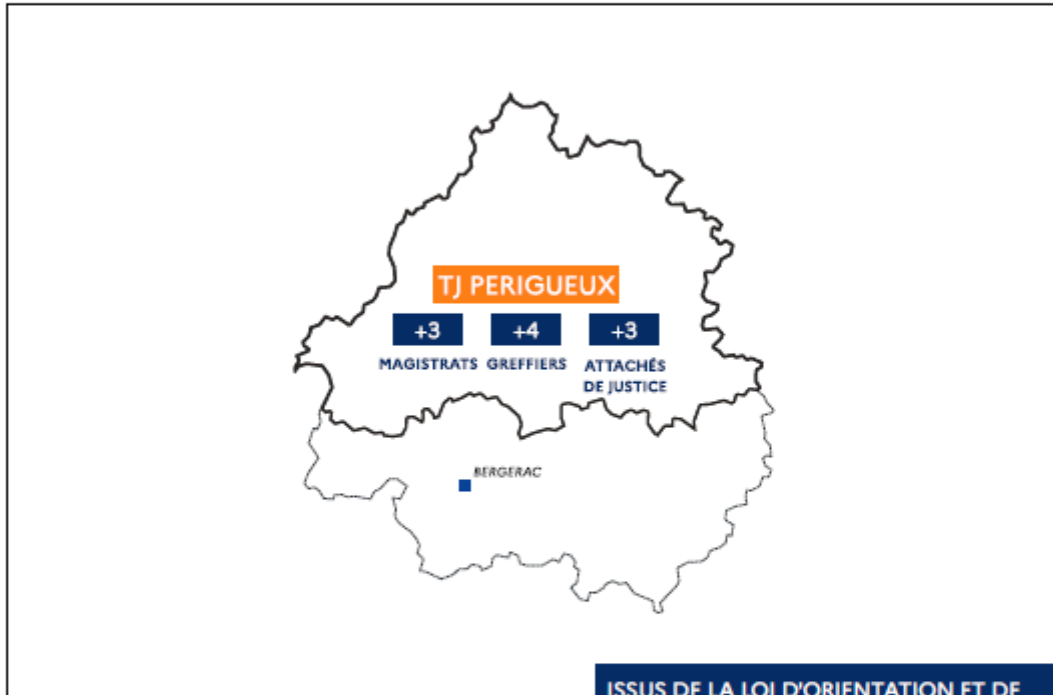 TJ PERIGUEUX
+3 +4 +3
MAGISTRATS GREFFIERS ATTACHÉS
DE JUSTICE
BERGERAC
ISSUS DE LA LOI D'ORIENTATION ET DE